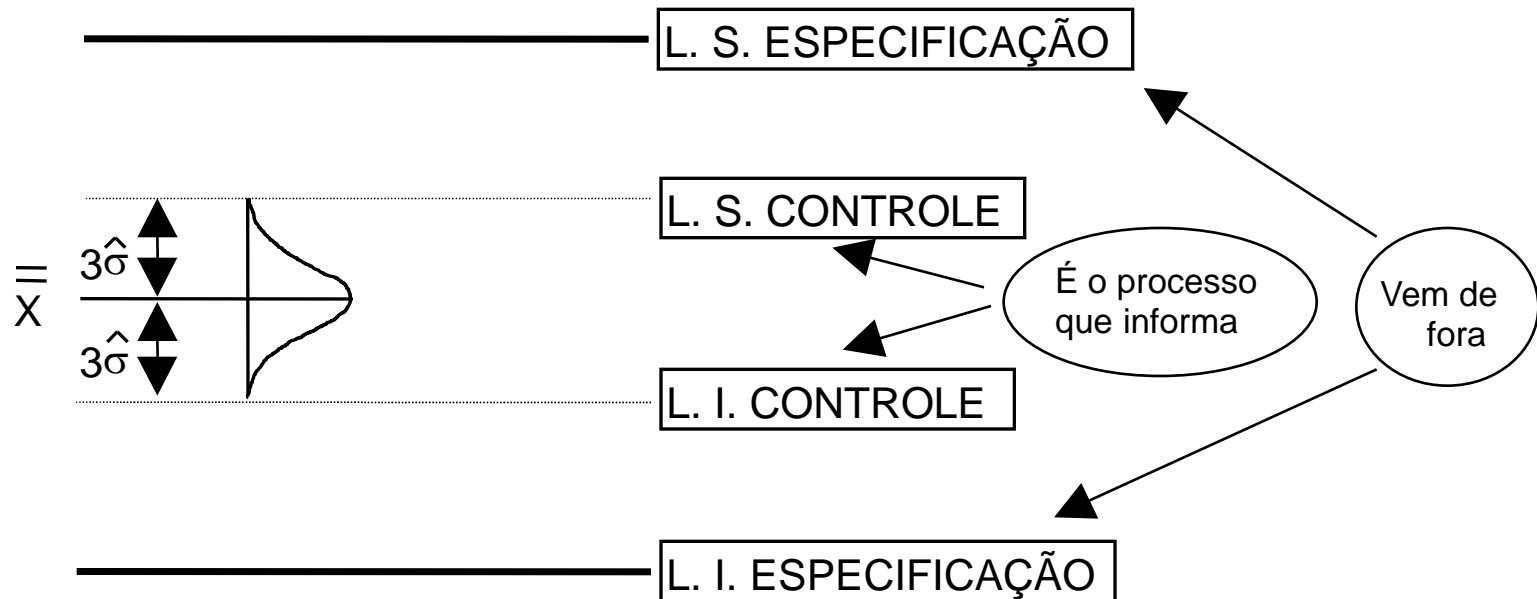 L. S. ESPECIFICAÇÃO
L. S. CONTROLE
3σ̂
X̿
3σ̂
É o processo
que informa
Vem de
fora
L. I. CONTROLE
L. I. ESPECIFICAÇÃO